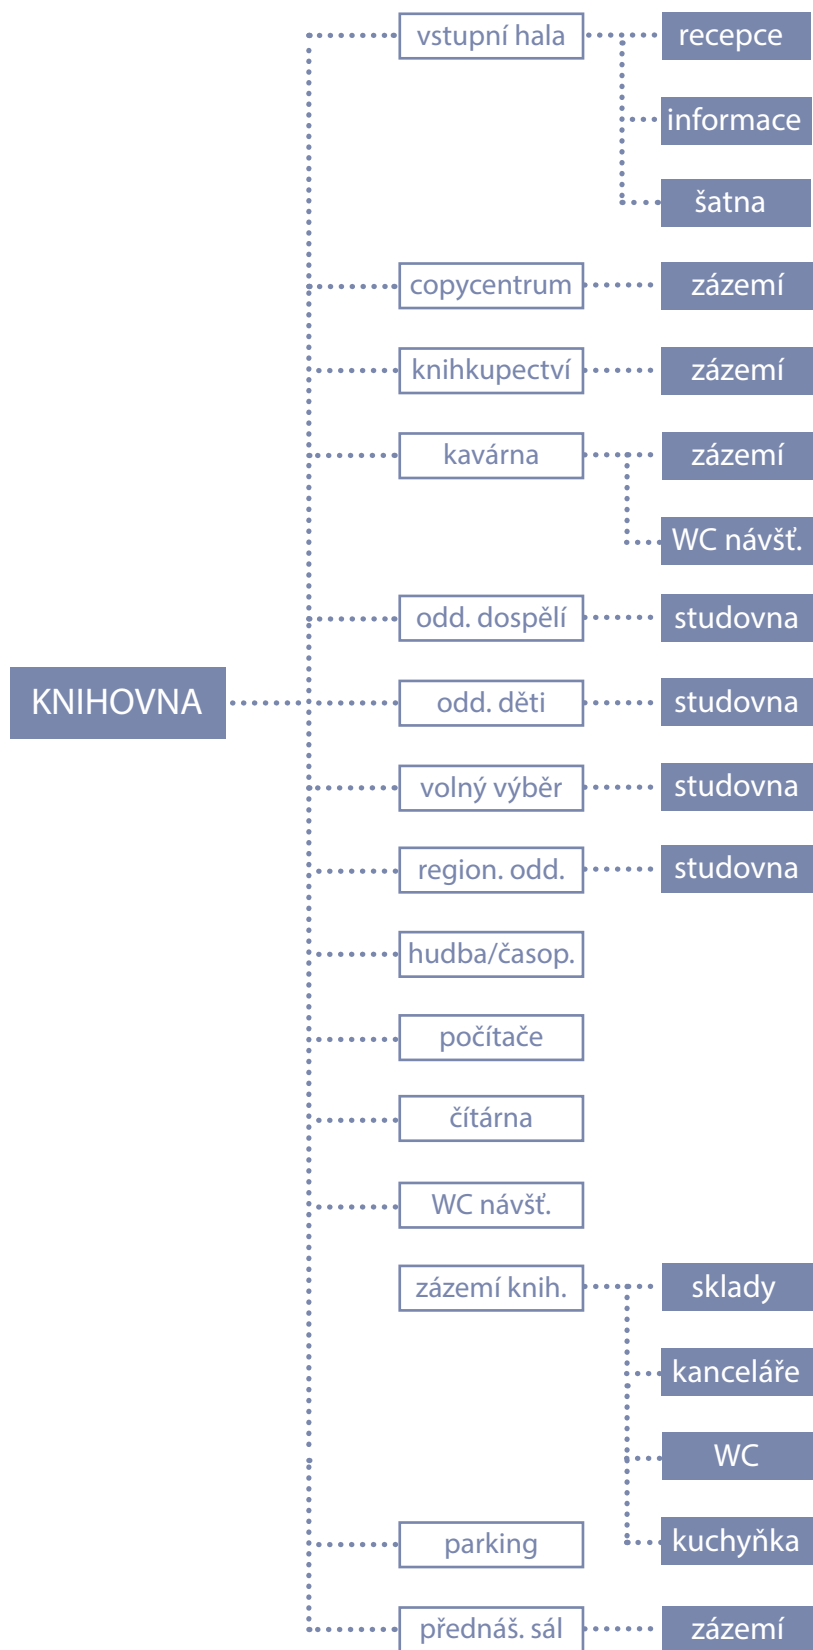 KNIHOVNA
vstupní hala
recepce
informace
šatna
copycentrum
zázemí
knihkupectví
zázemí
kavárna
zázemí
WC návšť.
odd. dospělí
studovna
odd. děti
studovna
volný výběr
studovna
region. odd.
studovna
hudba/časop.
počítače
čítárna
WC návšť.
zázemí knih.
sklady
kanceláře
WC
kuchyňka
parking
přednáš. sál
zázemí